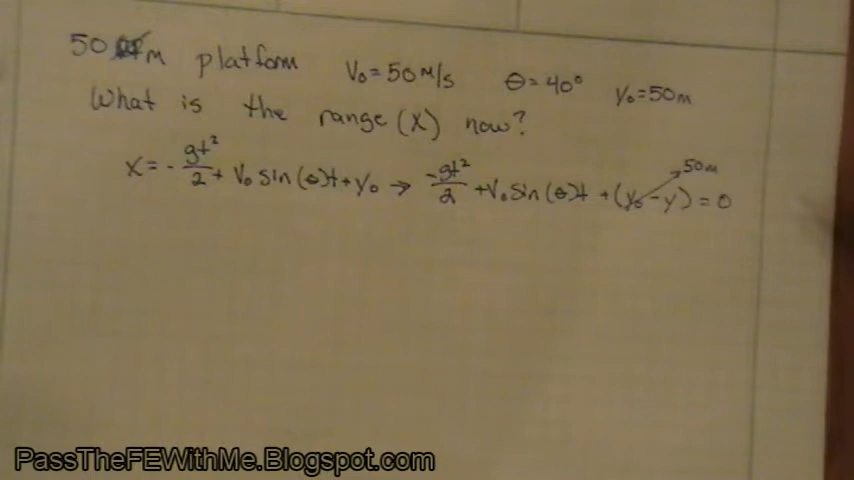 50 m platform V₀ = 50 m/s θ = 40° y₀ = 50m
What is the range (x) now?
x = - gt²/2 + V₀ sin(θ)t + y₀ → -gt²/2 + V₀ sin(θ)t + (y₀ - y) = 0
50m
PassTheFEWithMe.Blogspot.com